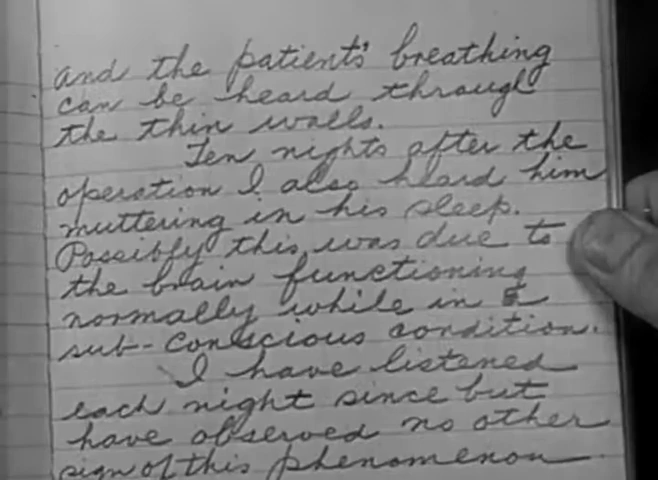 and the patient's breathing
can be heard through
the thin walls.
Ten nights after the
operation I also heard him
muttering in his sleep.
Possibly this was due to
the brain functioning
normally while in a
sub-conscious condition.
I have listened
each night since but
have observed no other
sign of this phenomenon